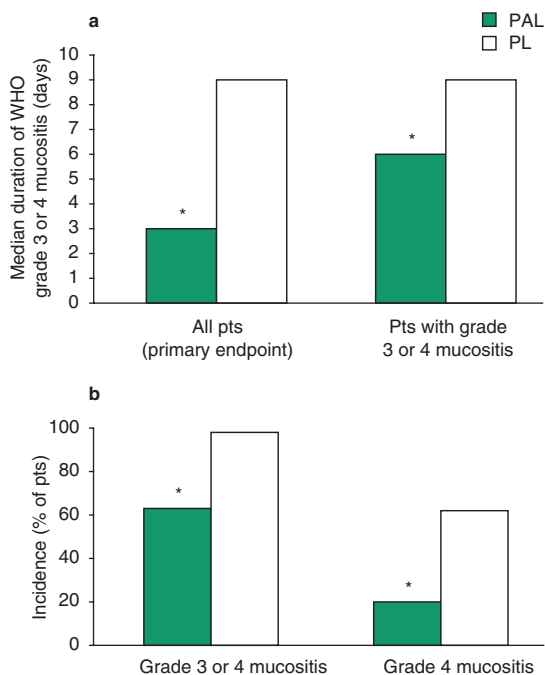 a
PAL
PL
Median duration of WHO
grade 3 or 4 mucositis (days)
10
9
8
7
6
5
4
3
2
1
0
*
*
All pts
(primary endpoint)
Pts with grade
3 or 4 mucositis
b
Incidence (% of pts)
100
80
60
40
20
0
*
*
Grade 3 or 4 mucositis
Grade 4 mucositis